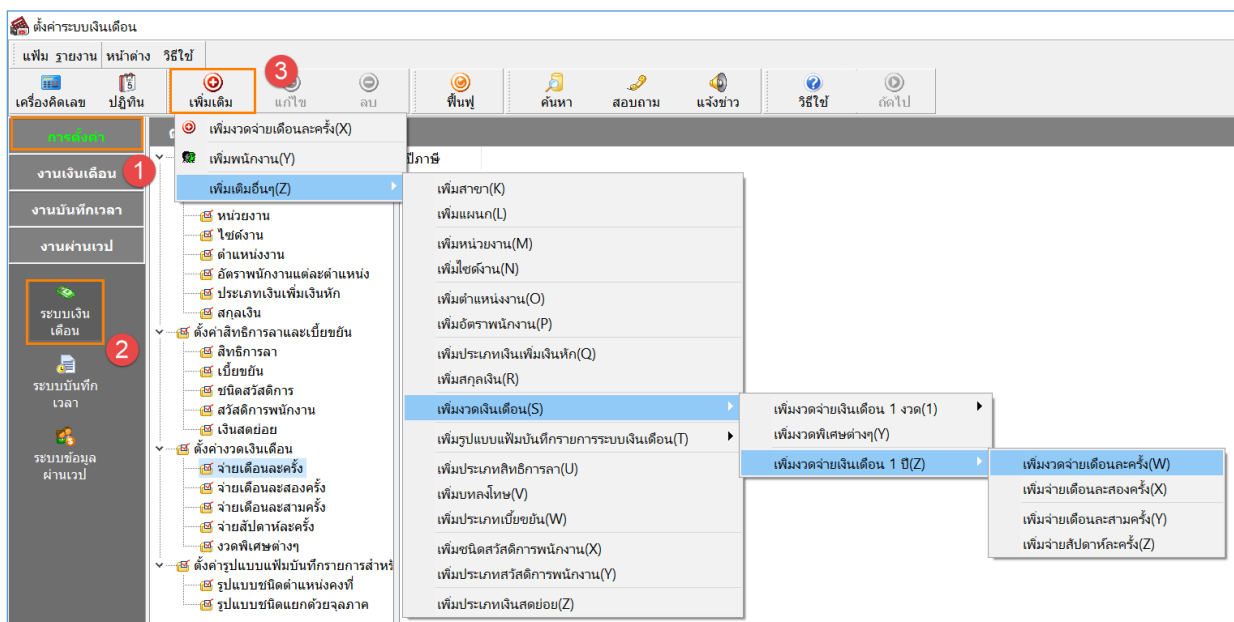 ตั้งค่าระบบเงินเดือน
แฟ้ม รายงาน หน้าต่าง วิธีใช้
3
เครื่องคิดเลข ปฏิทิน เพิ่มเติม แก้ไข ลบ ฟื้นฟู ค้นหา สอบถาม แจ้งข่าว วิธีใช้ ถัดไป
การตั้งค่า
งานเงินเดือน
1
งานบันทึกเวลา
งานผ่านเวป
ระบบเงิน
เดือน
2
ระบบบันทึก
เวลา
ระบบข้อมูล
ผ่านเวป
เพิ่มงวดจ่ายเดือนละครั้ง(X)
เพิ่มพนักงาน(Y)
เพิ่มเติมอื่นๆ(Z)
ปีภาษี
หน่วยงาน
ไซด์งาน
ตำแหน่งงาน
อัตราพนักงานแต่ละตำแหน่ง
ประเภทเงินเพิ่มเงินหัก
สกุลเงิน
ตั้งค่าสิทธิการลาและเบี้ยขยัน
สิทธิการลา
เบี้ยขยัน
ชนิดสวัสดิการ
สวัสดิการพนักงาน
เงินสดย่อย
ตั้งค่างวดเงินเดือน
จ่ายเดือนละครั้ง
จ่ายเดือนละสองครั้ง
จ่ายเดือนละสามครั้ง
จ่ายสัปดาห์ละครั้ง
งวดพิเศษต่างๆ
ตั้งค่ารูปแบบแฟ้มบันทึกรายการสำหรั
รูปแบบชนิดตำแหน่งคงที่
รูปแบบชนิดแยกด้วยจุลภาค
เพิ่มสาขา(K)
เพิ่มแผนก(L)
เพิ่มหน่วยงาน(M)
เพิ่มไซด์งาน(N)
เพิ่มตำแหน่งงาน(O)
เพิ่มอัตราพนักงาน(P)
เพิ่มประเภทเงินเพิ่มเงินหัก(Q)
เพิ่มสกุลเงิน(R)
เพิ่มงวดเงินเดือน(S)
เพิ่มรูปแบบแฟ้มบันทึกรายการระบบเงินเดือน(T)
เพิ่มประเภทสิทธิการลา(U)
เพิ่มบทลงโทษ(V)
เพิ่มประเภทเบี้ยขยัน(W)
เพิ่มชนิดสวัสดิการพนักงาน(X)
เพิ่มประเภทสวัสดิการพนักงาน(Y)
เพิ่มประเภทเงินสดย่อย(Z)
เพิ่มงวดจ่ายเงินเดือน 1 งวด(1)
เพิ่มงวดพิเศษต่างๆ(Y)
เพิ่มงวดจ่ายเงินเดือน 1 ปี(Z)
เพิ่มงวดจ่ายเดือนละครั้ง(W)
เพิ่มจ่ายเดือนละสองครั้ง(X)
เพิ่มจ่ายเดือนละสามครั้ง(Y)
เพิ่มจ่ายสัปดาห์ละครั้ง(Z)